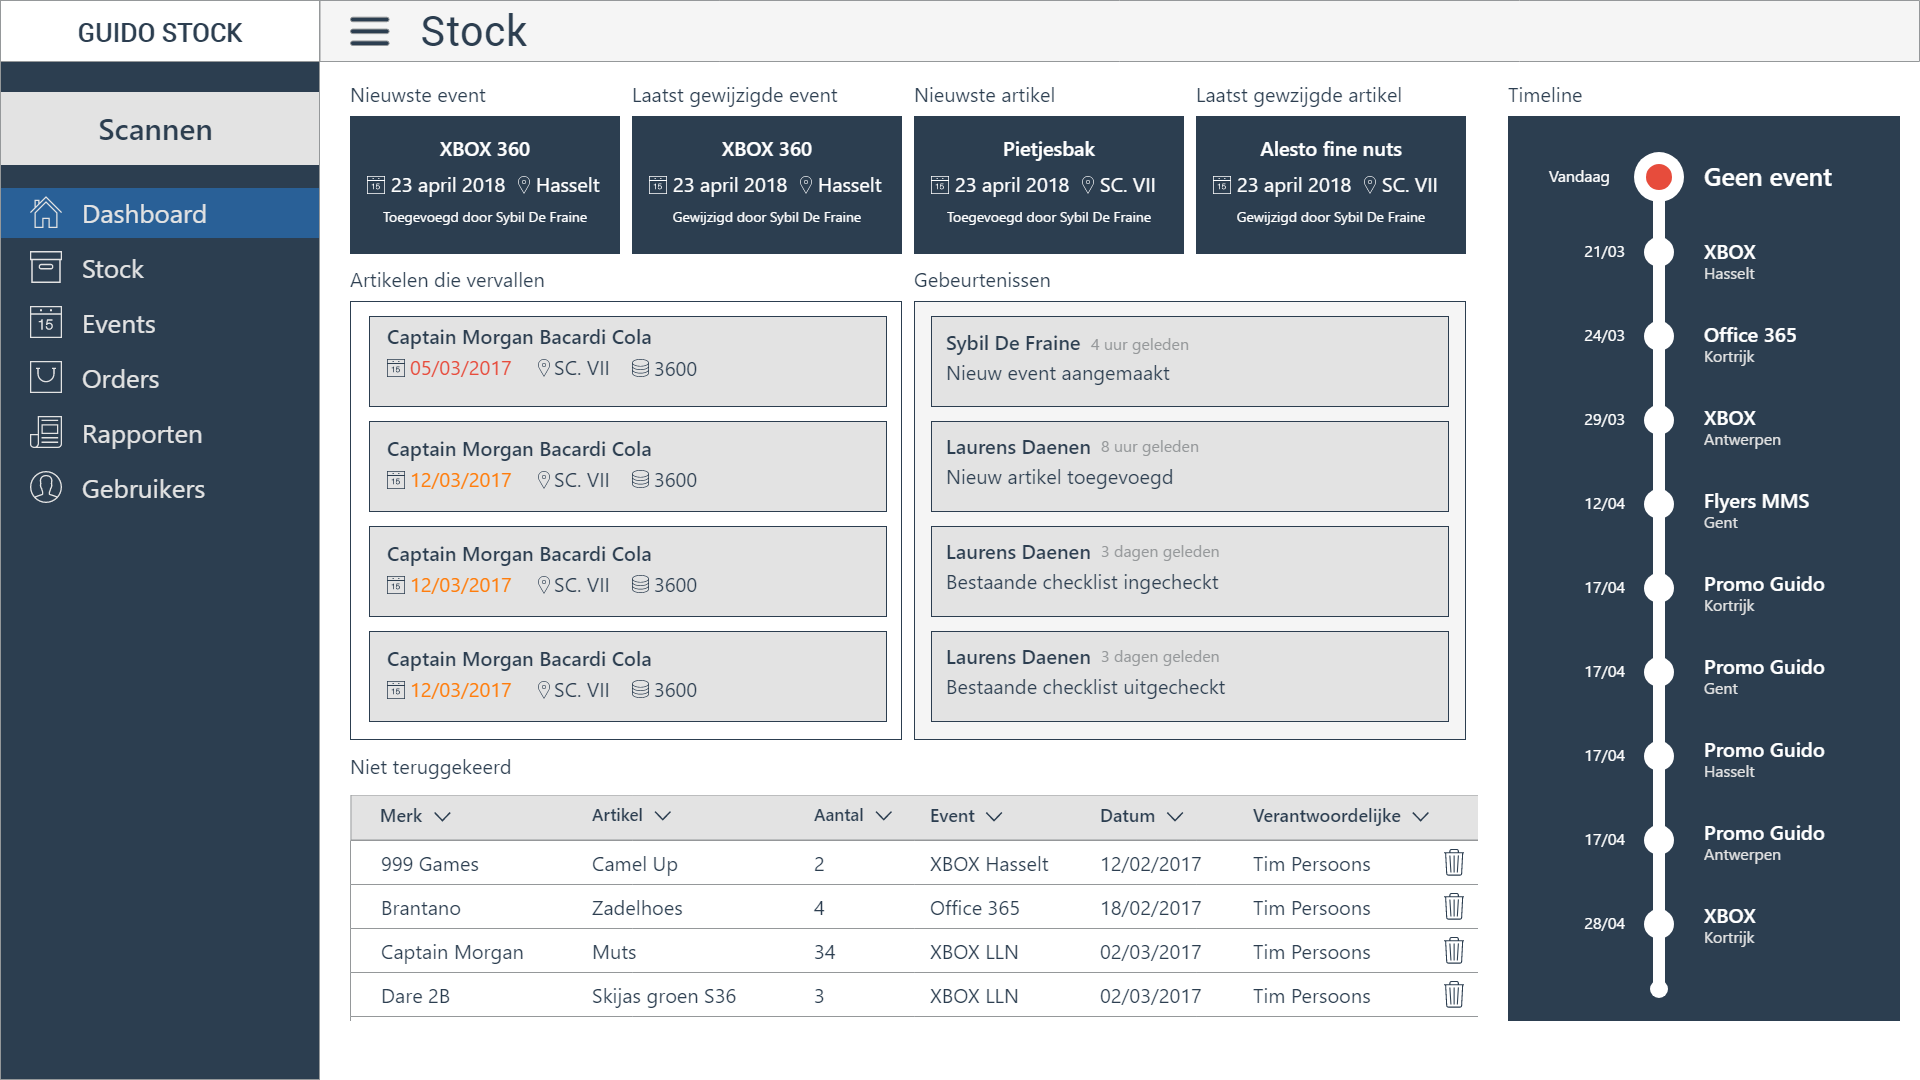 GUIDO STOCK
Stock
Scannen
Dashboard
Stock
Events
15
Orders
Rapporten
Gebruikers
Nieuwste event
XBOX 360
15 23 april 2018 Hasselt
Toegevoegd door Sybil De Fraine
Laatst gewijzigde event
XBOX 360
15 23 april 2018 Hasselt
Gewijzigd door Sybil De Fraine
Nieuwste artikel
Pietjesbak
15 23 april 2018 SC. VII
Toegevoegd door Sybil De Fraine
Laatst gewzijgde artikel
Alesto fine nuts
15 23 april 2018 SC. VII
Gewijzigd door Sybil De Fraine
Artikelen die vervallen
Captain Morgan Bacardi Cola
15 05/03/2017 SC. VII 3600
Captain Morgan Bacardi Cola
15 12/03/2017 SC. VII 3600
Captain Morgan Bacardi Cola
15 12/03/2017 SC. VII 3600
Captain Morgan Bacardi Cola
15 12/03/2017 SC. VII 3600
Gebeurtenissen
Sybil De Fraine 4 uur geleden
Nieuw event aangemaakt
Laurens Daenen 8 uur geleden
Nieuw artikel toegevoegd
Laurens Daenen 3 dagen geleden
Bestaande checklist ingecheckt
Laurens Daenen 3 dagen geleden
Bestaande checklist uitgecheckt
Niet teruggekeerd
Merk Artikel Aantal Event Datum Verantwoordelijke
999 Games Camel Up 2 XBOX Hasselt 12/02/2017 Tim Persoons
Brantano Zadelhoes 4 Office 365 18/02/2017 Tim Persoons
Captain Morgan Muts 34 XBOX LLN 02/03/2017 Tim Persoons
Dare 2B Skijas groen S36 3 XBOX LLN 02/03/2017 Tim Persoons
Timeline
Vandaag Geen event
21/03 XBOX
Hasselt
24/03 Office 365
Kortrijk
29/03 XBOX
Antwerpen
12/04 Flyers MMS
Gent
17/04 Promo Guido
Kortrijk
17/04 Promo Guido
Gent
17/04 Promo Guido
Hasselt
17/04 Promo Guido
Antwerpen
28/04 XBOX
Kortrijk